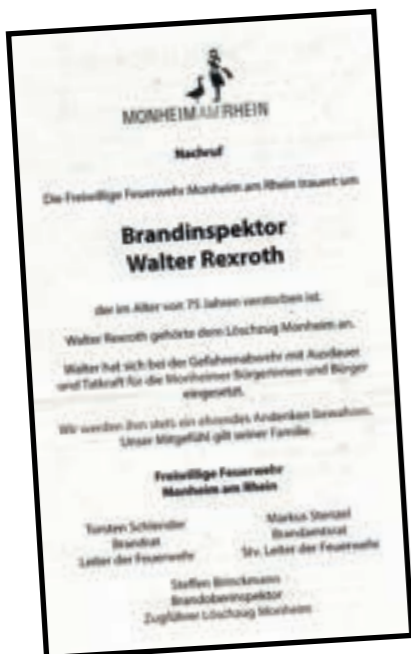 MONHEIM AM RHEIN
Nachruf
Die Freiwillige Feuerwehr Monheim am Rhein trauert um
Brandinspektor
Walter Rexroth
der im Alter von 75 Jahren verstorben ist.
Walter Rexroth gehörte dem Löschzug Monheim an.
Walter hat sich bei der Gefahrenabwehr mit Ausdauer
und Tatkraft für die Monheimer Bürgerinnen und Bürger
eingesetzt.
Wir werden ihm stets ein ehrendes Andenken bewahren.
Unser Mitgefühl gilt seiner Familie.
Freiwillige Feuerwehr
Monheim am Rhein
Torsten
Brandrat
Leiter der Feuerwehr
Markus Stenzel
Brandamtsrat
Stv. Leiter der Feuerwehr
Steffen Brinckmann
Brandoberinspektor
Zugführer Löschzug Monheim